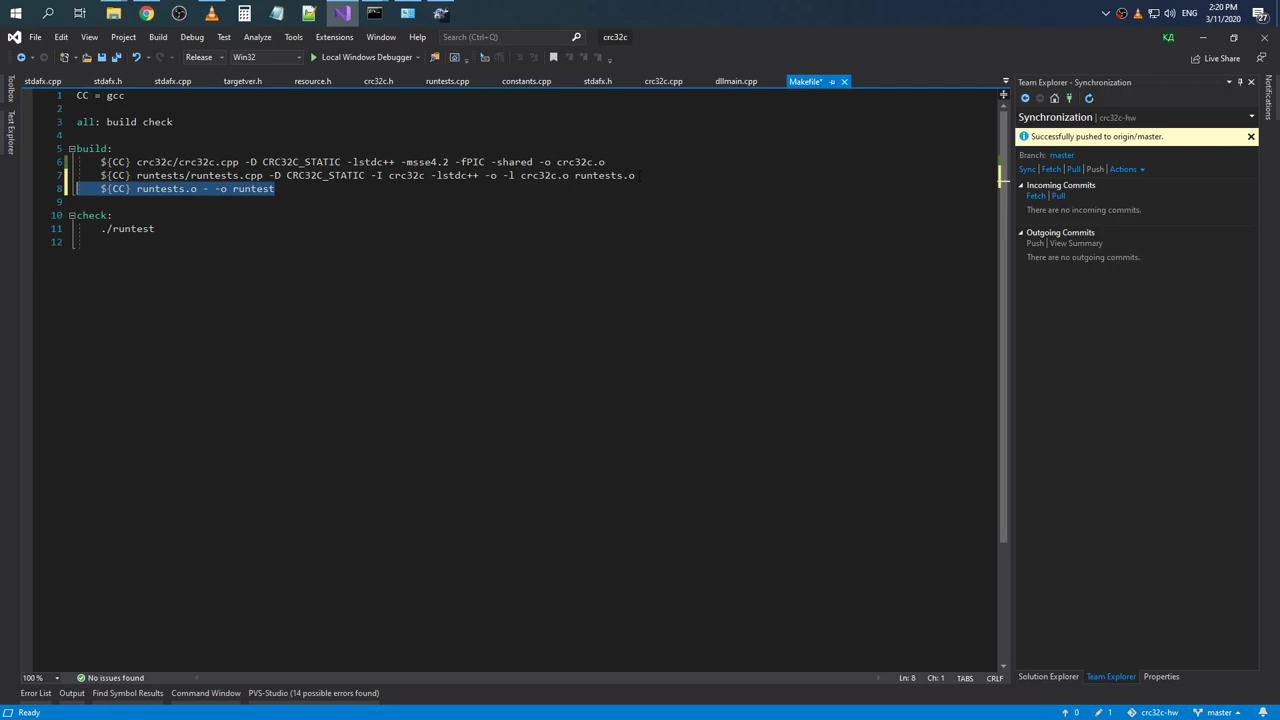 2:20 PM
ENG
3/11/2020
27
File Edit View Project Build Debug Test Analyze Tools Extensions Window Help Search (Ctrl+Q) crc32c КД
Release Win32 Local Windows Debugger Live Share
Toolbox
Test Explorer
stdafx.cpp stdafx.h stdafx.cpp targetver.h resource.h crc32c.h runtests.cpp constants.cpp stdafx.h crc32c.cpp dllmain.cpp Makefile*
1 CC = gcc
2
3 all: build check
4
5 build:
6 ${CC} crc32c/crc32c.cpp -D CRC32C_STATIC -lstdc++ -msse4.2 -fPIC -shared -o crc32c.o
7 ${CC} runtests/runtests.cpp -D CRC32C_STATIC -I crc32c -lstdc++ -o -l crc32c.o runtests.o
8 ${CC} runtests.o - -o runtest
9
10 check:
11 ./runtest
12
Team Explorer - Synchronization
Synchronization | crc32c-hw
Successfully pushed to origin/master.
Branch: master
Sync Fetch Pull Push Actions
Incoming Commits
Fetch | Pull
There are no incoming commits.
Outgoing Commits
Push | View Summary
There are no outgoing commits.
Notifications
100 % No issues found Ln: 8 Ch: 1 TABS CRLF
Solution Explorer Team Explorer Properties
Error List Output Find Symbol Results Command Window PVS-Studio (14 possible errors found)
Ready 0 1 crc32c-hw master